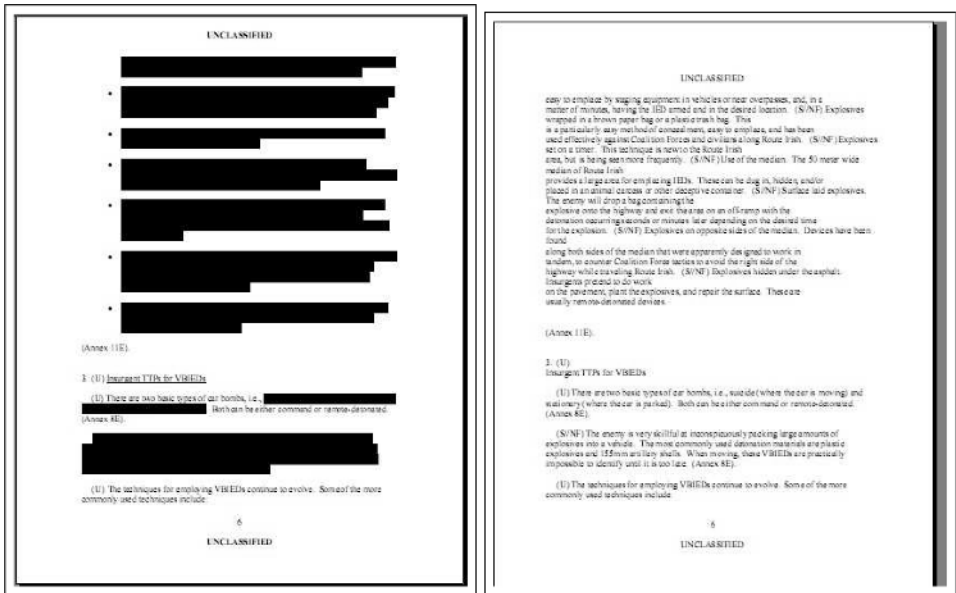 UNCLASSIFIED
(Annex 11E).
3. (U) Insurgent TTPs for VBIEDs
(U) There are two basic types of car bombs, i.e.,
Both can be either command or remote-detonated.
(Annex 8E).
(U) The techniques for employing VBIEDs continue to evolve. Some of the more
commonly used techniques include
6
UNCLASSIFIED
UNCLASSIFIED
easy to emplace by staging equipment in vehicles or near overpasses, and, in a
matter of minutes, having the IED armed and in the desired location. (S//NF) Explosives
wrapped in a brown paper bag or a plastic trash bag. This
is a particularly easy method of concealment, easy to emplace, and has been
used effectively against Coalition Forces and civilians along Route Irish. (S//NF) Explosives
set on a timer. This technique is new to the Route Irish
area, but is being seen more frequently. (S//NF) Use of the median. The 50 meter wide
median of Route Irish
provides a large area for emplacing IEDs. These can be dug in, hidden, and/or
placed in an animal carcass or other deceptive container. (S//NF) Surface laid explosives.
The enemy will drop a bag containing the
explosive onto the highway and exit the area on an off-ramp with the
detonation occurring seconds or minutes later depending on the desired time
for the explosion. (S//NF) Explosives on opposite sides of the median. Devices have been
found
along both sides of the median that were apparently designed to work in
tandem, to counter Coalition Force tactics to avoid the right side of the
highway while traveling Route Irish. (S//NF) Explosives hidden under the asphalt.
Insurgents pretend to do work
on the pavement, plant the explosives, and repair the surface. These are
usually remote-detonated devices.
(Annex 11E).
3. (U)
Insurgent TTPs for VBIEDs
(U) There are two basic types of car bombs, i.e., suicide (where the car is moving) and
stationary (where the car is parked). Both can be either command or remote-detonated.
(Annex 8E).
(S//NF) The enemy is very skillful at inconspicuously packing large amounts of
explosives into a vehicle. The most commonly used detonation materials are plastic
explosives and 155mm artillery shells. When moving, these VBIEDs are practically
impossible to identify until it is too late. (Annex 8E).
(U) The techniques for employing VBIEDs continue to evolve. Some of the more
commonly used techniques include
6
UNCLASSIFIED